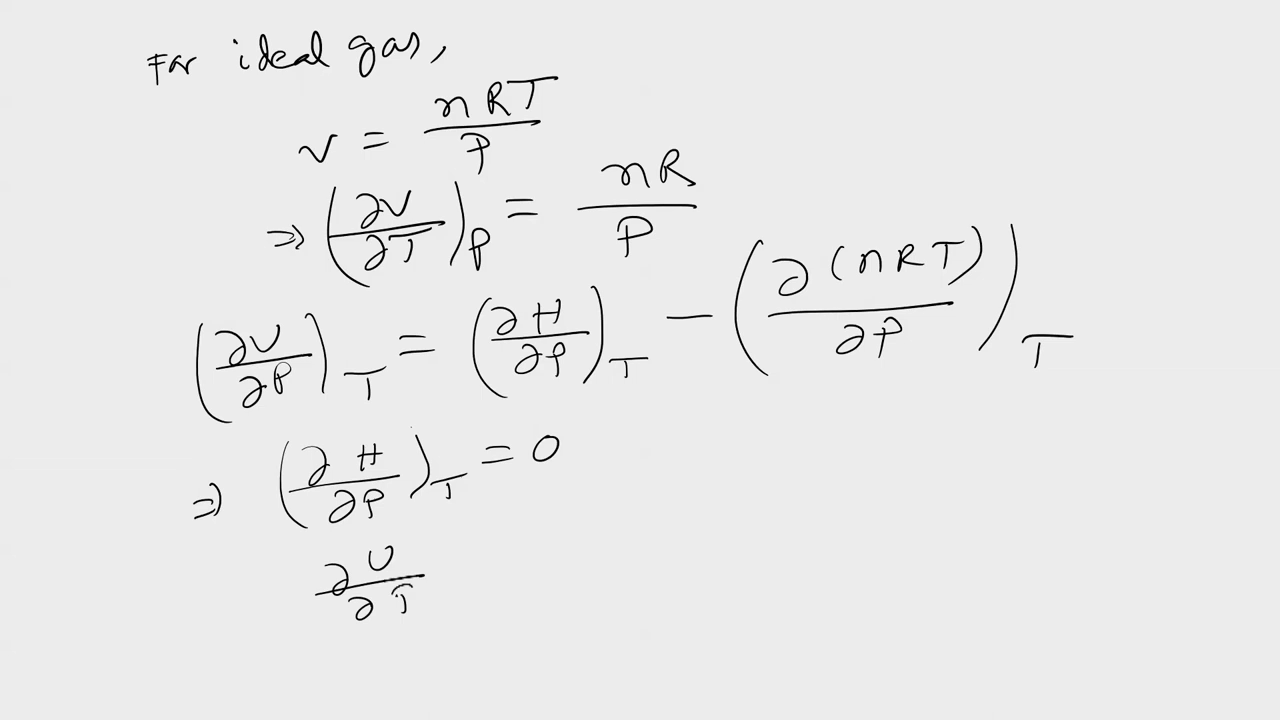 For ideal gas,
V = nRT/P
⇒ (∂V/∂T)_P = nR/P
(∂U/∂P)_T = (∂H/∂P)_T − (∂(nRT)/∂P)_T
⇒ (∂H/∂P)_T = 0
∂U/∂T